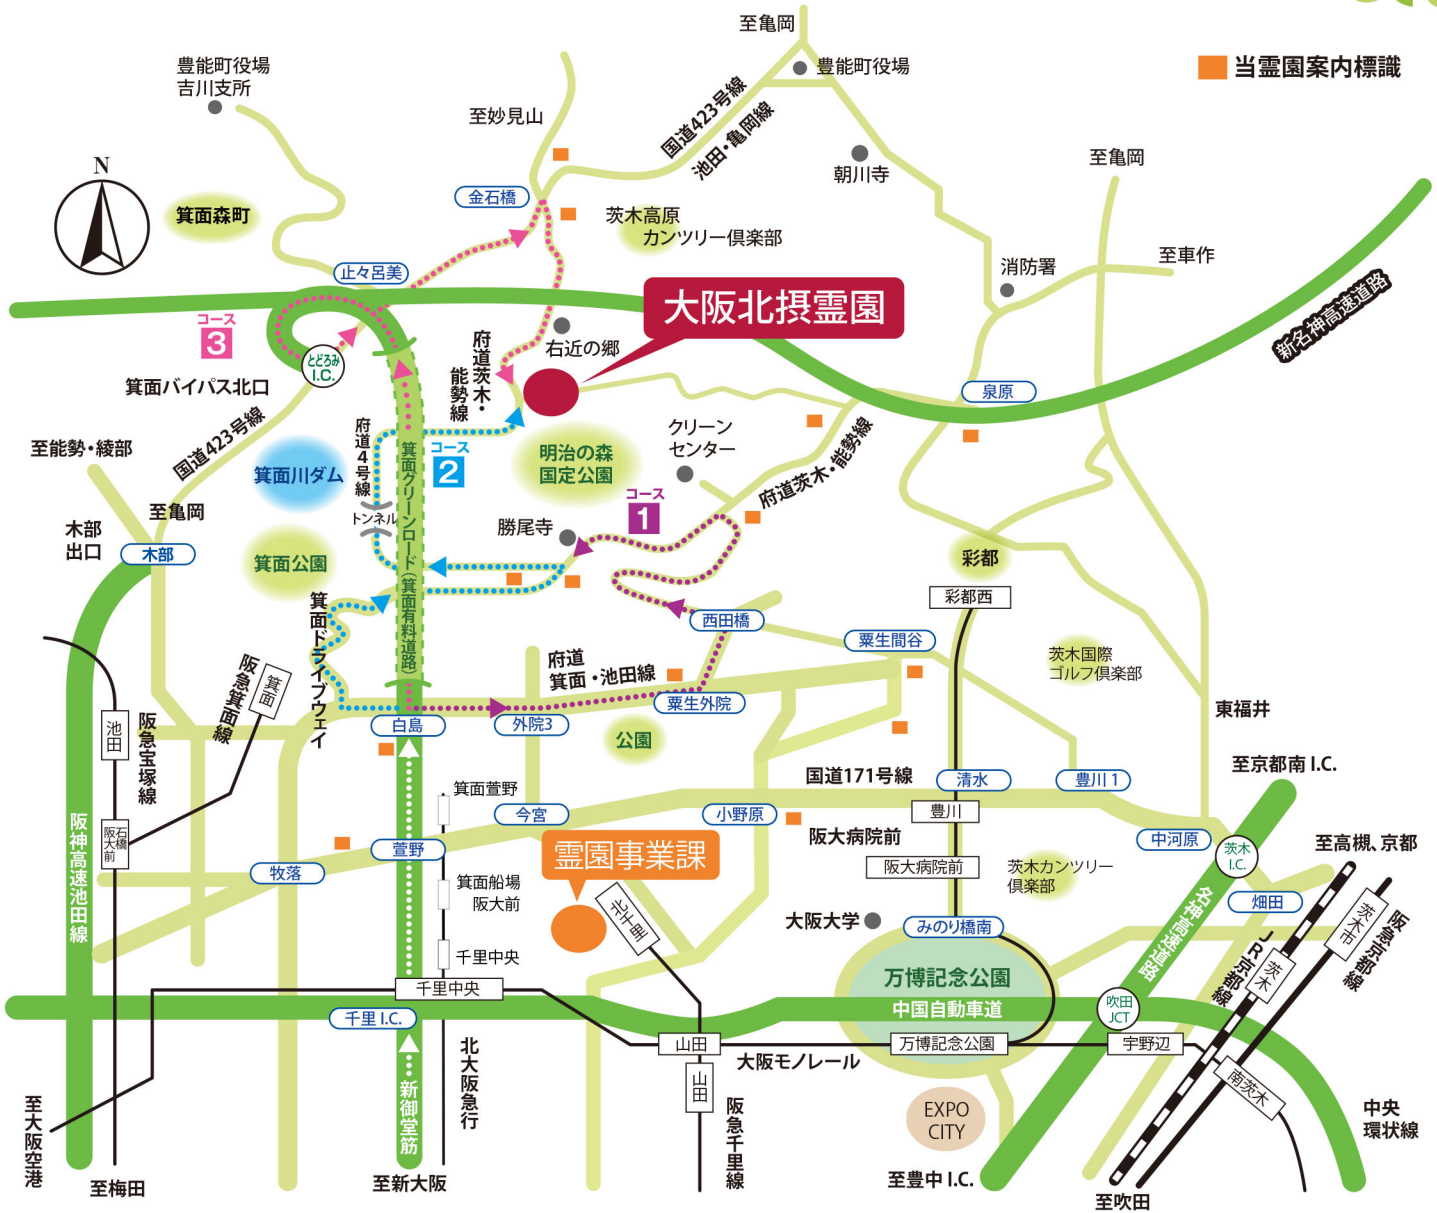 至亀岡
豊能町役場
豊能町役場
吉川支所
当霊園案内標識
至妙見山
国道423号線
池田・亀岡線
朝川寺
至亀岡
N
金石橋
箕面森町
茨木高原
カンツリー倶楽部
至車作
消防署
止々呂美
大阪北摂霊園
新名神高速道路
コース
3
右近の郷
府道茨木・
能勢線
とどろみ
I.C.
箕面バイパス北口
泉原
国道423号線
至能勢・綾部
府道4号線
コース
2
箕面グリーンロード(箕面有料道路)
明治の森
国定公園
クリーン
センター
府道茨木・能勢線
箕面川ダム
コース
1
至亀岡
トンネル
勝尾寺
木部
出口
木部
箕面公園
彩都
彩都西
箕面ドライブウェイ
西田橋
粟生間谷
府道
箕面・池田線
茨木国際
ゴルフ倶楽部
阪急箕面線
箕面
粟生外院
東福井
池田
阪急宝塚線
白島
外院3
公園
国道171号線
清水
豊川1
至京都南 I.C.
箕面萱野
今宮
小野原
豊川
阪神高速池田線
石橋
阪大前
萱野
霊園事業課
阪大病院前
中河原
茨木
I.C.
至高槻、京都
牧落
箕面船場
阪大前
阪大病院前
茨木カンツリー
倶楽部
畑田
北千里
大阪大学
みのり橋南
名神高速道路
茨木市
阪急京都線
千里中央
JR京都線
茨木
千里中央
万博記念公園
中国自動車道
千里 I.C.
吹田
JCT
山田
大阪モノレール
万博記念公園
宇野辺
北大阪急行
山田
南茨木
新御堂筋
至大阪空港
阪急千里線
EXPO
CITY
中央
環状線
至梅田
至新大阪
至豊中 I.C.
至吹田